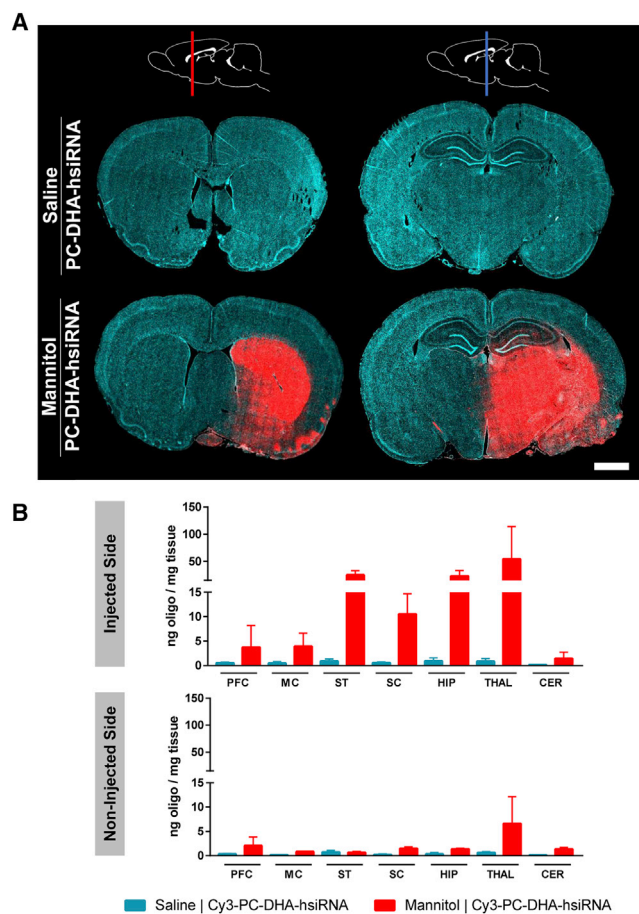 A
Saline
PC-DHA-hsiRNA
Mannitol
PC-DHA-hsiRNA
B
Injected Side
ng oligo / mg tissue
150
100
50
15
10
5
0
PFC MC ST SC HIP THAL CER
Non-Injected Side
ng oligo / mg tissue
150
100
50
15
10
5
0
PFC MC ST SC HIP THAL CER
Saline | Cy3-PC-DHA-hsiRNA Mannitol | Cy3-PC-DHA-hsiRNA